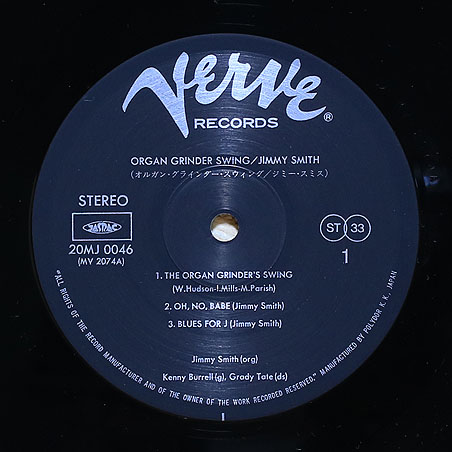 Verve
RECORDS ®
ORGAN GRINDER SWING/JIMMY SMITH
(オルガン・グラインダー・スウィング/ジミー・スミス)
STEREO
JASRAC
20MJ 0046
(MV 2074A)
ST 33
1
1. THE ORGAN GRINDER'S SWING
(W.Hudson-I.Mills-M.Parish)
2. OH, NO, BABE (Jimmy Smith)
3. BLUES FOR J (Jimmy Smith)
Jimmy Smith (org)
Kenny Burrell (g), Grady Tate (ds)
"ALL RIGHTS OF THE RECORD MANUFACTURER AND OF THE OWNER OF THE WORK RECORDED RESERVED." MANUFACTURED BY POLYDOR K. K. JAPAN